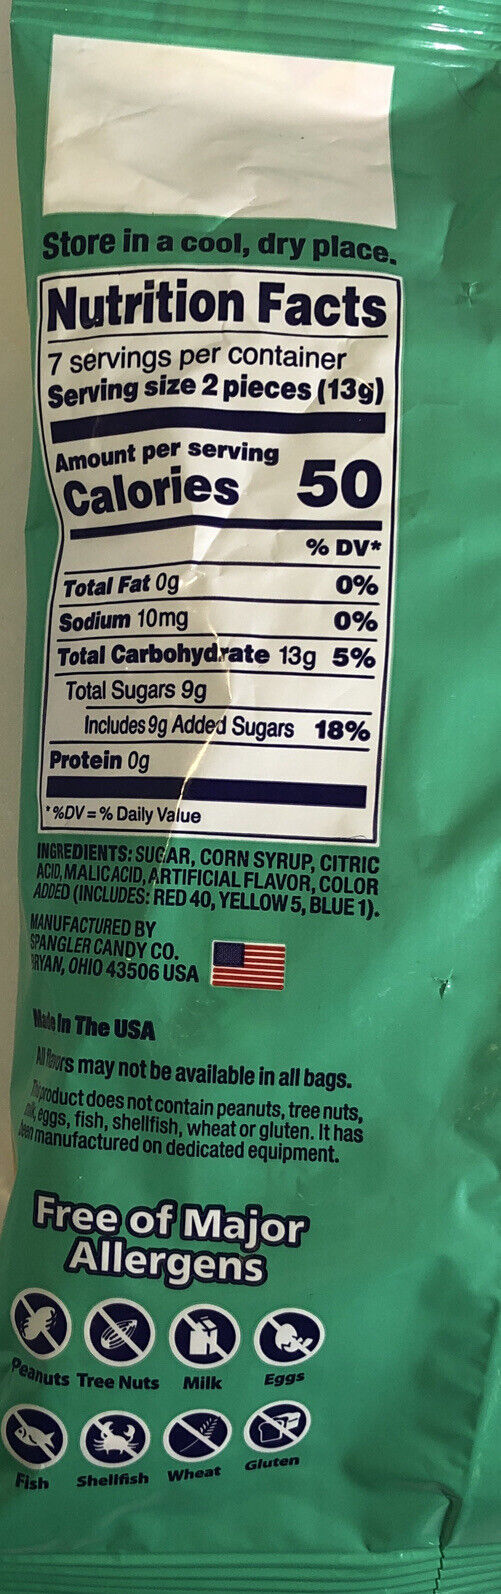 Store in a cool, dry place.
Nutrition Facts
7 servings per container
Serving size 2 pieces (13g)
Amount per serving
Calories 50
% DV*
Total Fat 0g 0%
Sodium 10mg 0%
Total Carbohydrate 13g 5%
Total Sugars 9g
Includes 9g Added Sugars 18%
Protein 0g
*%DV = % Daily Value
INGREDIENTS: SUGAR, CORN SYRUP, CITRIC
ACID, MALIC ACID, ARTIFICIAL FLAVOR, COLOR
ADDED (INCLUDES: RED 40, YELLOW 5, BLUE 1).
MANUFACTURED BY
SPANGLER CANDY CO.
BRYAN, OHIO 43506 USA
Made In The USA
All flavors may not be available in all bags.
This product does not contain peanuts, tree nuts,
milk, eggs, fish, shellfish, wheat or gluten. It has
been manufactured on dedicated equipment.
Free of Major
Allergens
Peanuts Tree Nuts Milk Eggs
Fish Shellfish Wheat Gluten